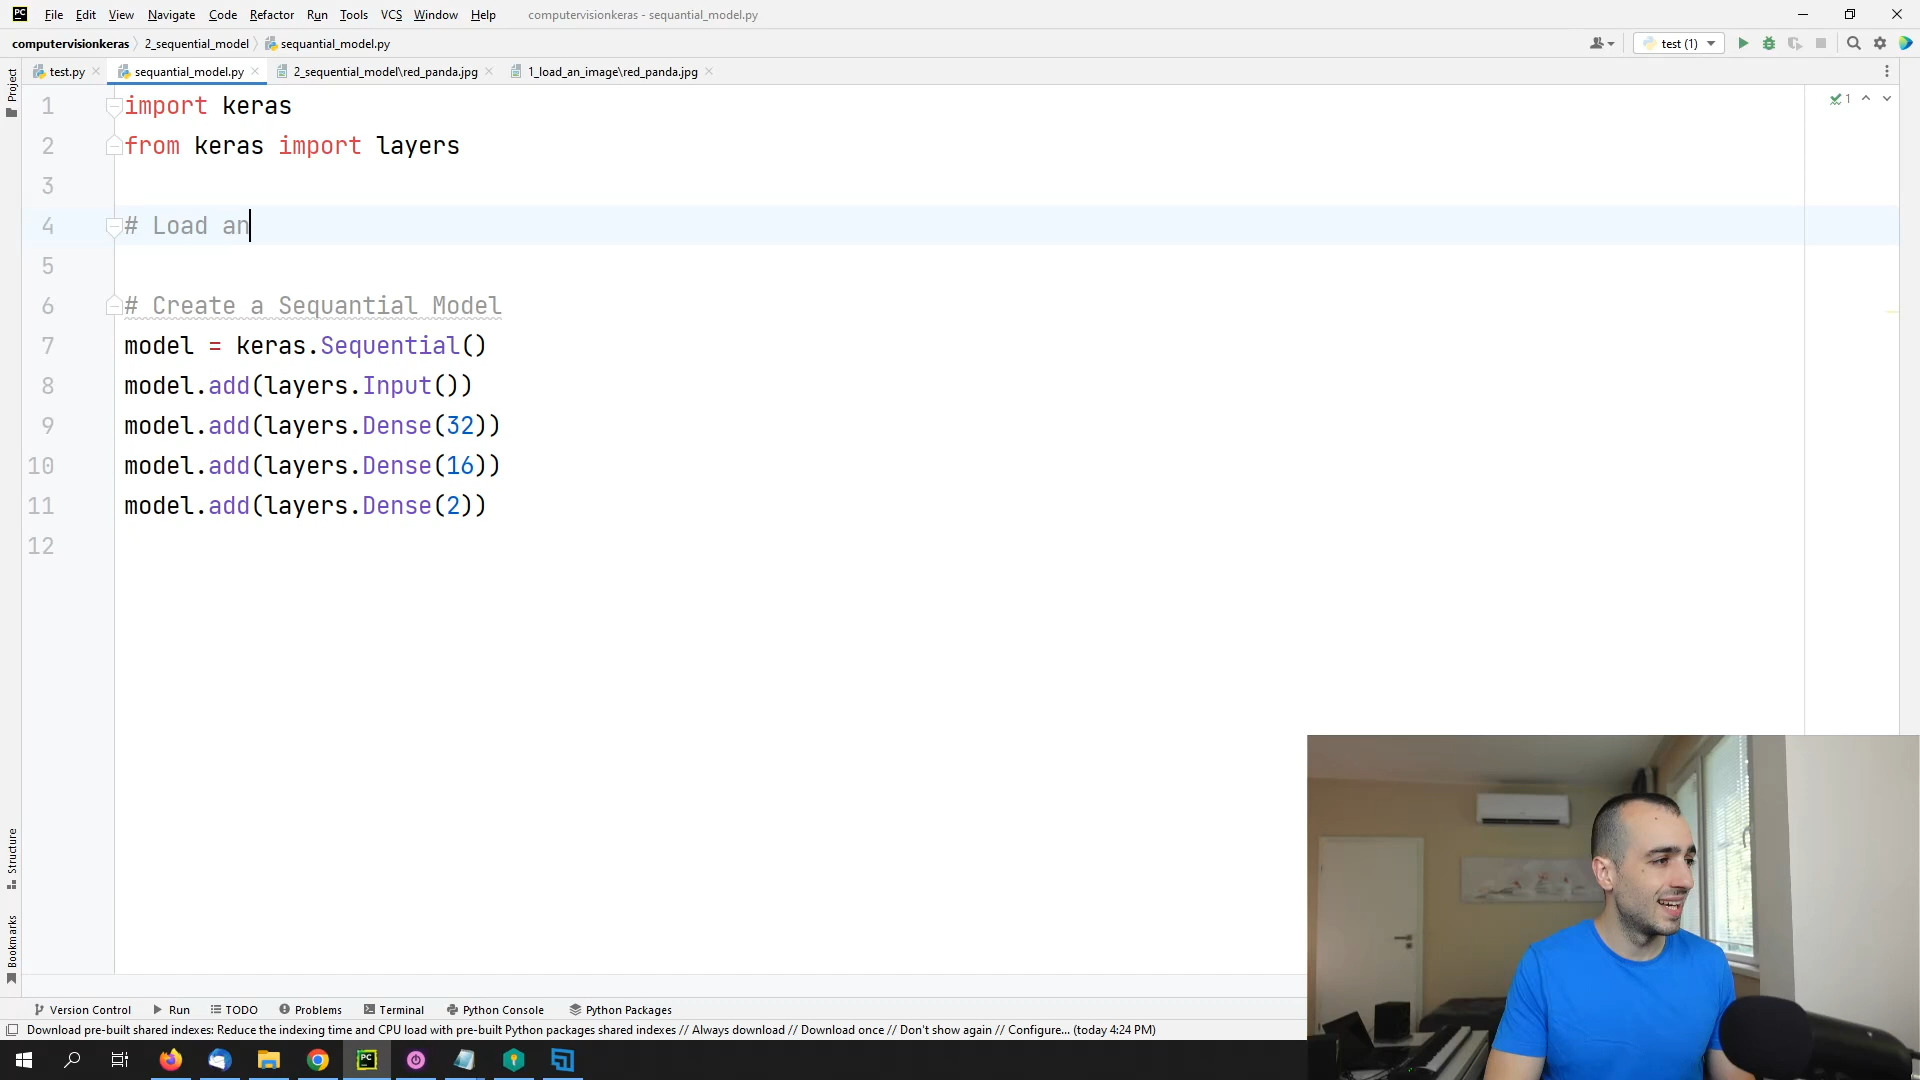 PC File Edit View Navigate Code Refactor Run Tools VCS Window Help computervisionkeras - sequantial_model.py
computervisionkeras 2_sequential_model sequantial_model.py test (1)
test.py sequantial_model.py 2_sequential_model\red_panda.jpg 1_load_an_image\red_panda.jpg
Project
1 import keras
1
2 from keras import layers
3
4 # Load an
5
6 # Create a Sequantial Model
7 model = keras.Sequential()
8 model.add(layers.Input())
9 model.add(layers.Dense(32))
10 model.add(layers.Dense(16))
11 model.add(layers.Dense(2))
12
Structure
Bookmarks
Version Control Run TODO Problems Terminal Python Console Python Packages
Download pre-built shared indexes: Reduce the indexing time and CPU load with pre-built Python packages shared indexes // Always download // Download once // Don't show again // Configure... (today 4:24 PM)
PC